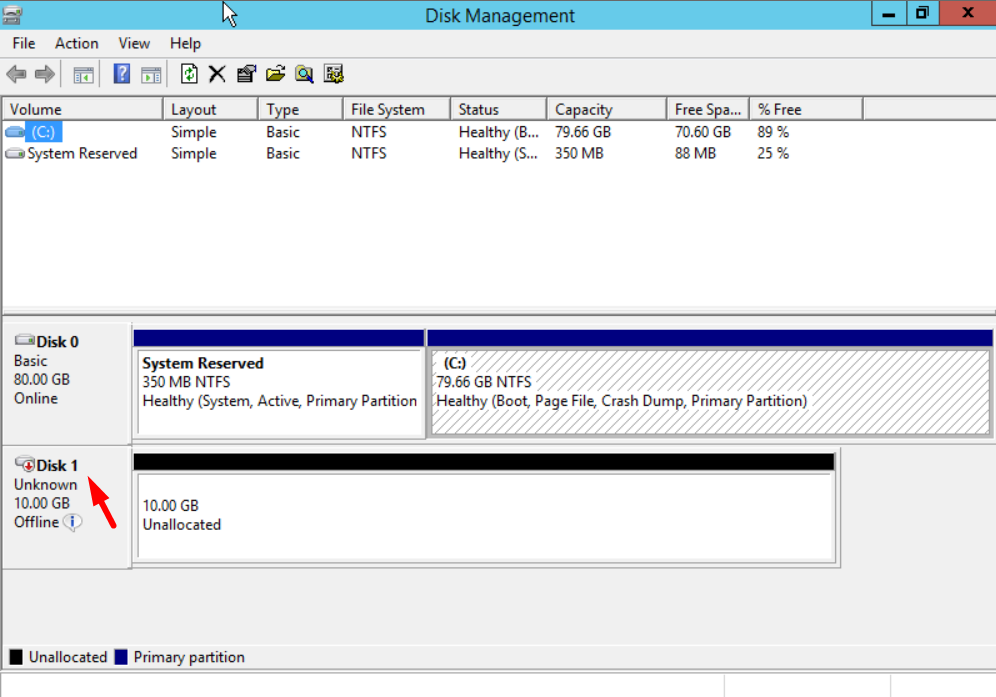 Disk Management
File Action View Help
Volume Layout Type File System Status Capacity Free Spa... % Free
(C:) Simple Basic NTFS Healthy (B... 79.66 GB 70.60 GB 89 %
System Reserved Simple Basic NTFS Healthy (S... 350 MB 88 MB 25 %
Disk 0
Basic
80.00 GB
Online
System Reserved
350 MB NTFS
Healthy (System, Active, Primary Partition
(C:)
79.66 GB NTFS
Healthy (Boot, Page File, Crash Dump, Primary Partition)
Disk 1
Unknown
10.00 GB
Offline
10.00 GB
Unallocated
Unallocated Primary partition